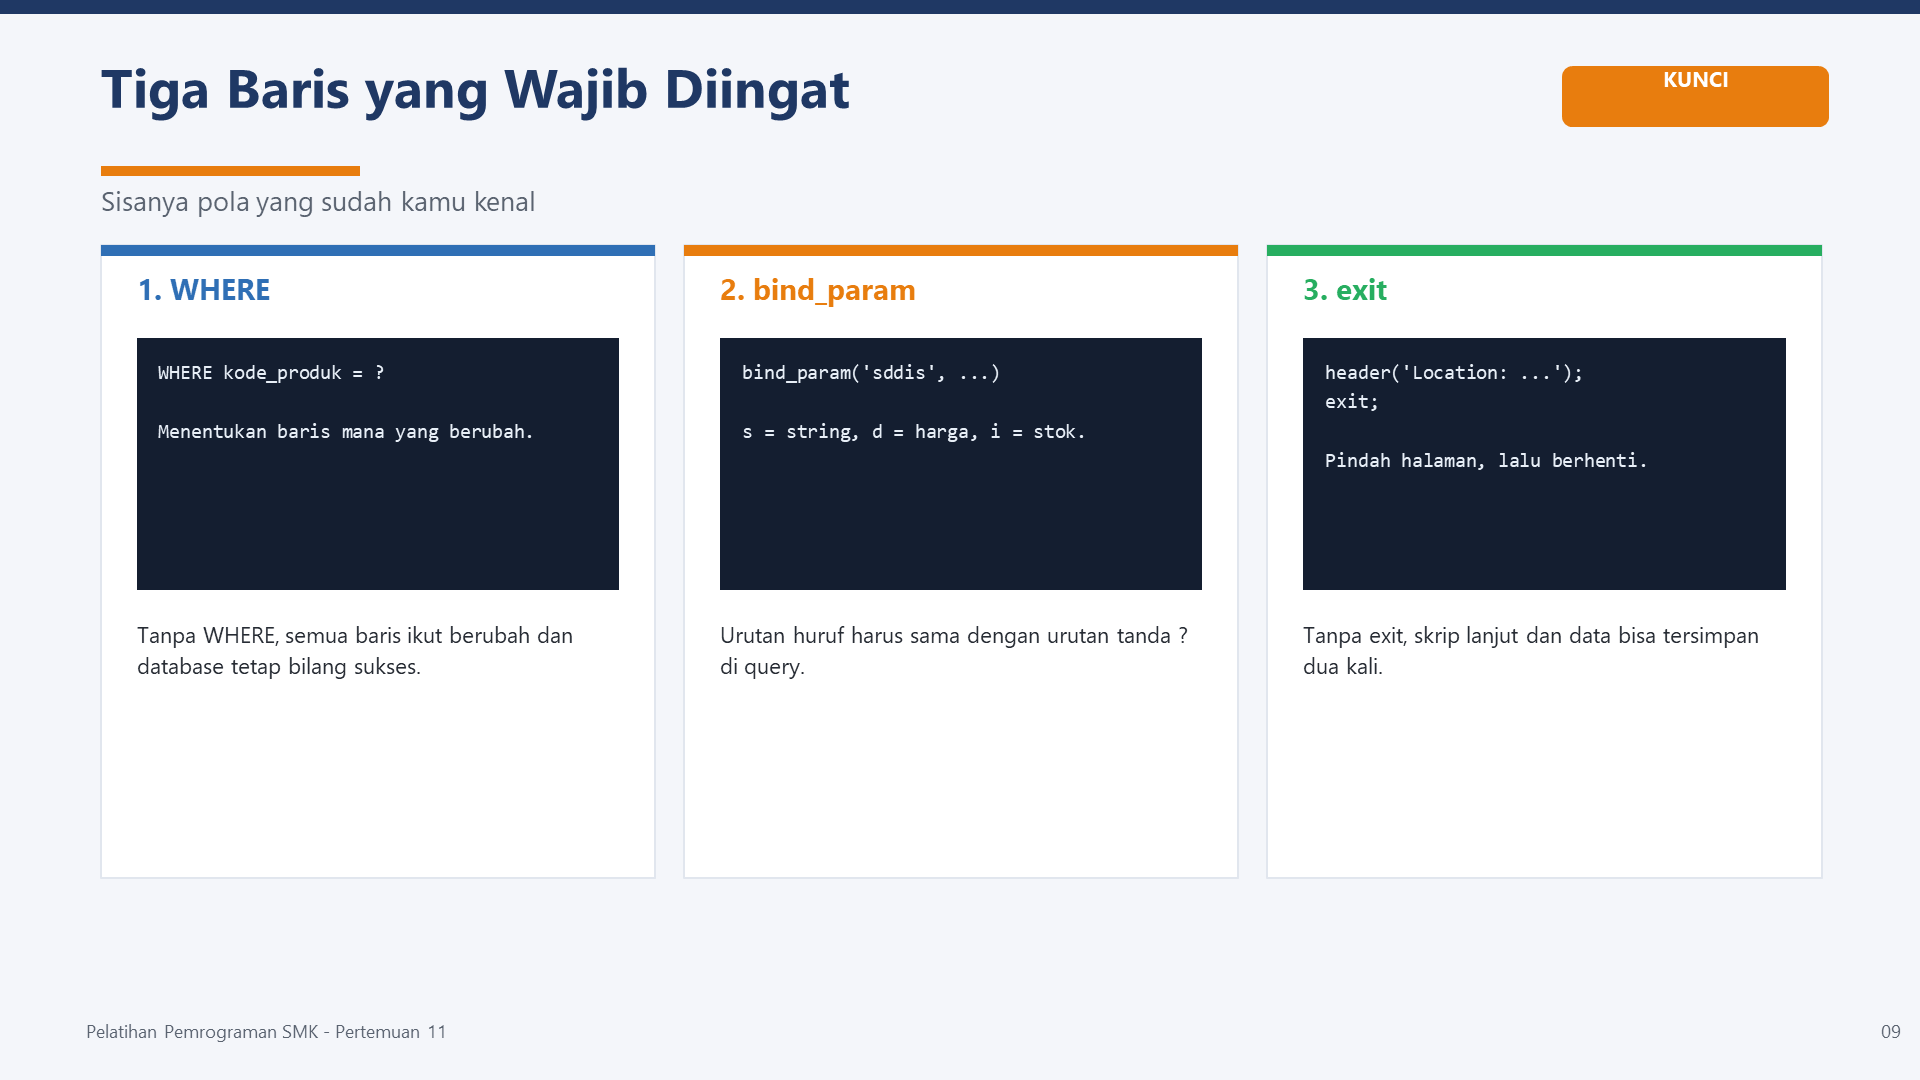 Tiga Baris yang Wajib Diingat
KUNCI
Sisanya pola yang sudah kamu kenal
1. WHERE
WHERE kode_produk = ?
Menentukan baris mana yang berubah.
Tanpa WHERE, semua baris ikut berubah dan
database tetap bilang sukses.
2. bind_param
bind_param('sddis', ...)
s = string, d = harga, i = stok.
Urutan huruf harus sama dengan urutan tanda ?
di query.
3. exit
header('Location: ...');
exit;
Pindah halaman, lalu berhenti.
Tanpa exit, skrip lanjut dan data bisa tersimpan
dua kali.
Pelatihan Pemrograman SMK - Pertemuan 11
09